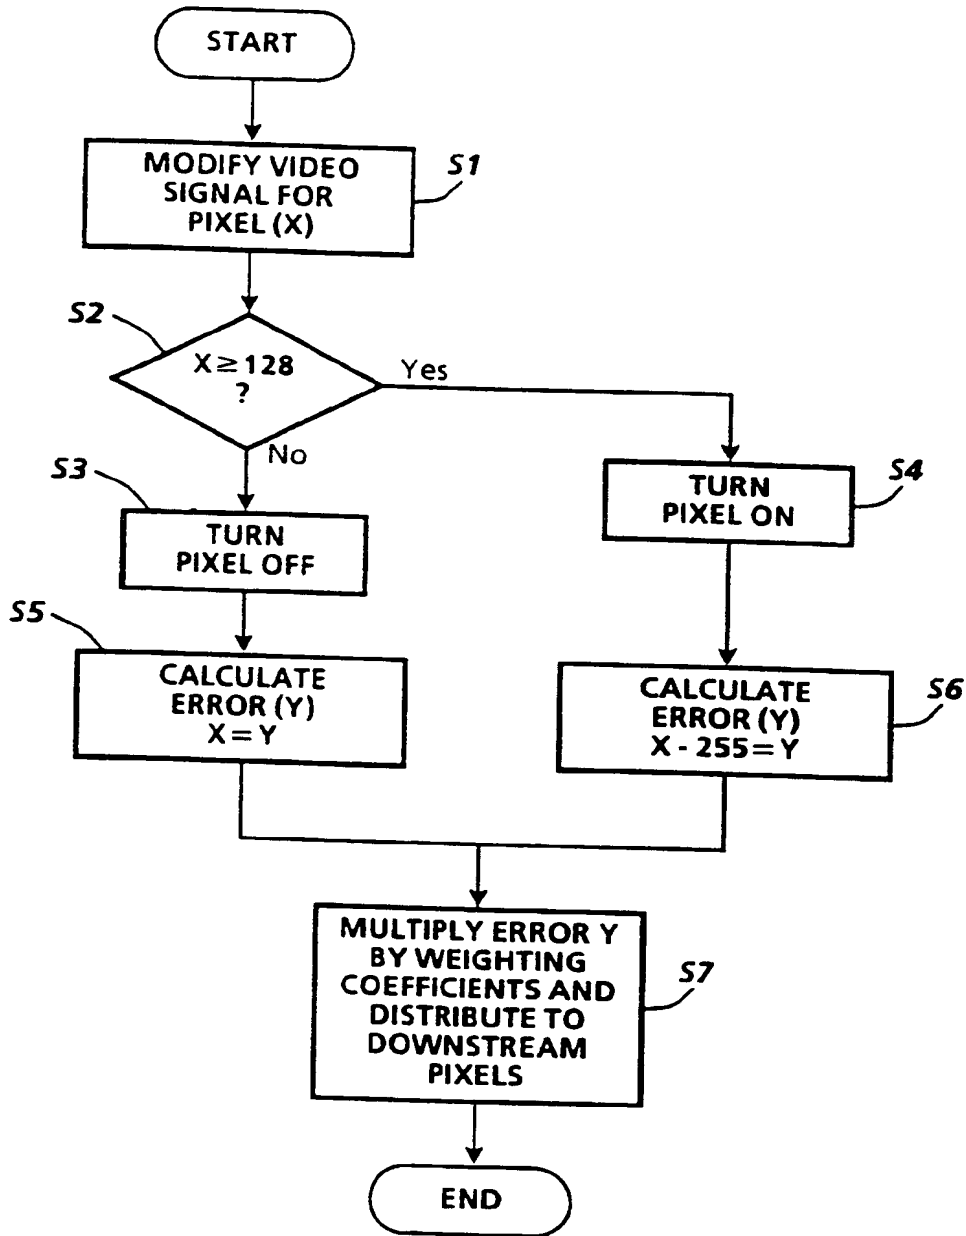 START
MODIFY VIDEO
SIGNAL FOR
PIXEL (X)
S1
S2
X ≥ 128
?
Yes
No
S3
TURN
PIXEL OFF
S4
TURN
PIXEL ON
S5
CALCULATE
ERROR (Y)
X = Y
S6
CALCULATE
ERROR (Y)
X - 255 = Y
MULTIPLY ERROR Y
BY WEIGHTING
COEFFICIENTS AND
DISTRIBUTE TO
DOWNSTREAM
PIXELS
S7
END